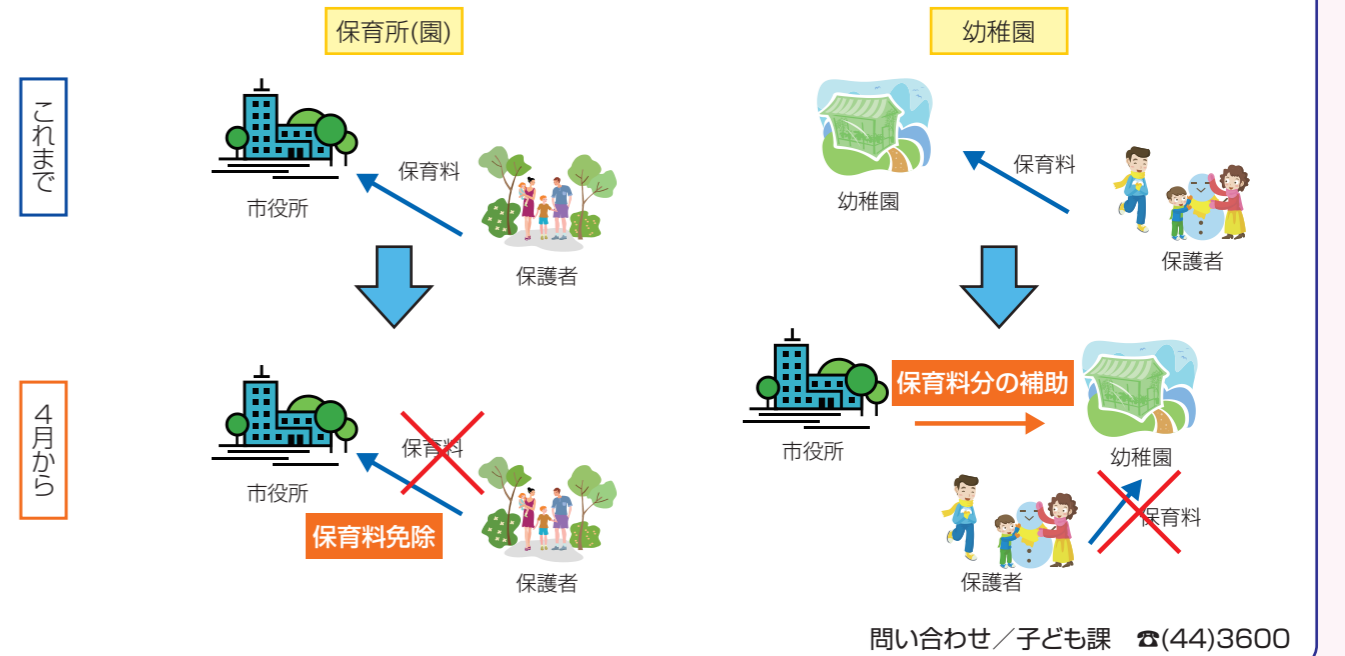 保育所(園)
幼稚園
これまで
保育料
市役所
保護者
保育料
幼稚園
保護者
4月から
保育料
市役所
保育料免除
保護者
保育料分の補助
市役所
幼稚園
保育料
保護者
問い合わせ／子ども課 ☎(44)3600